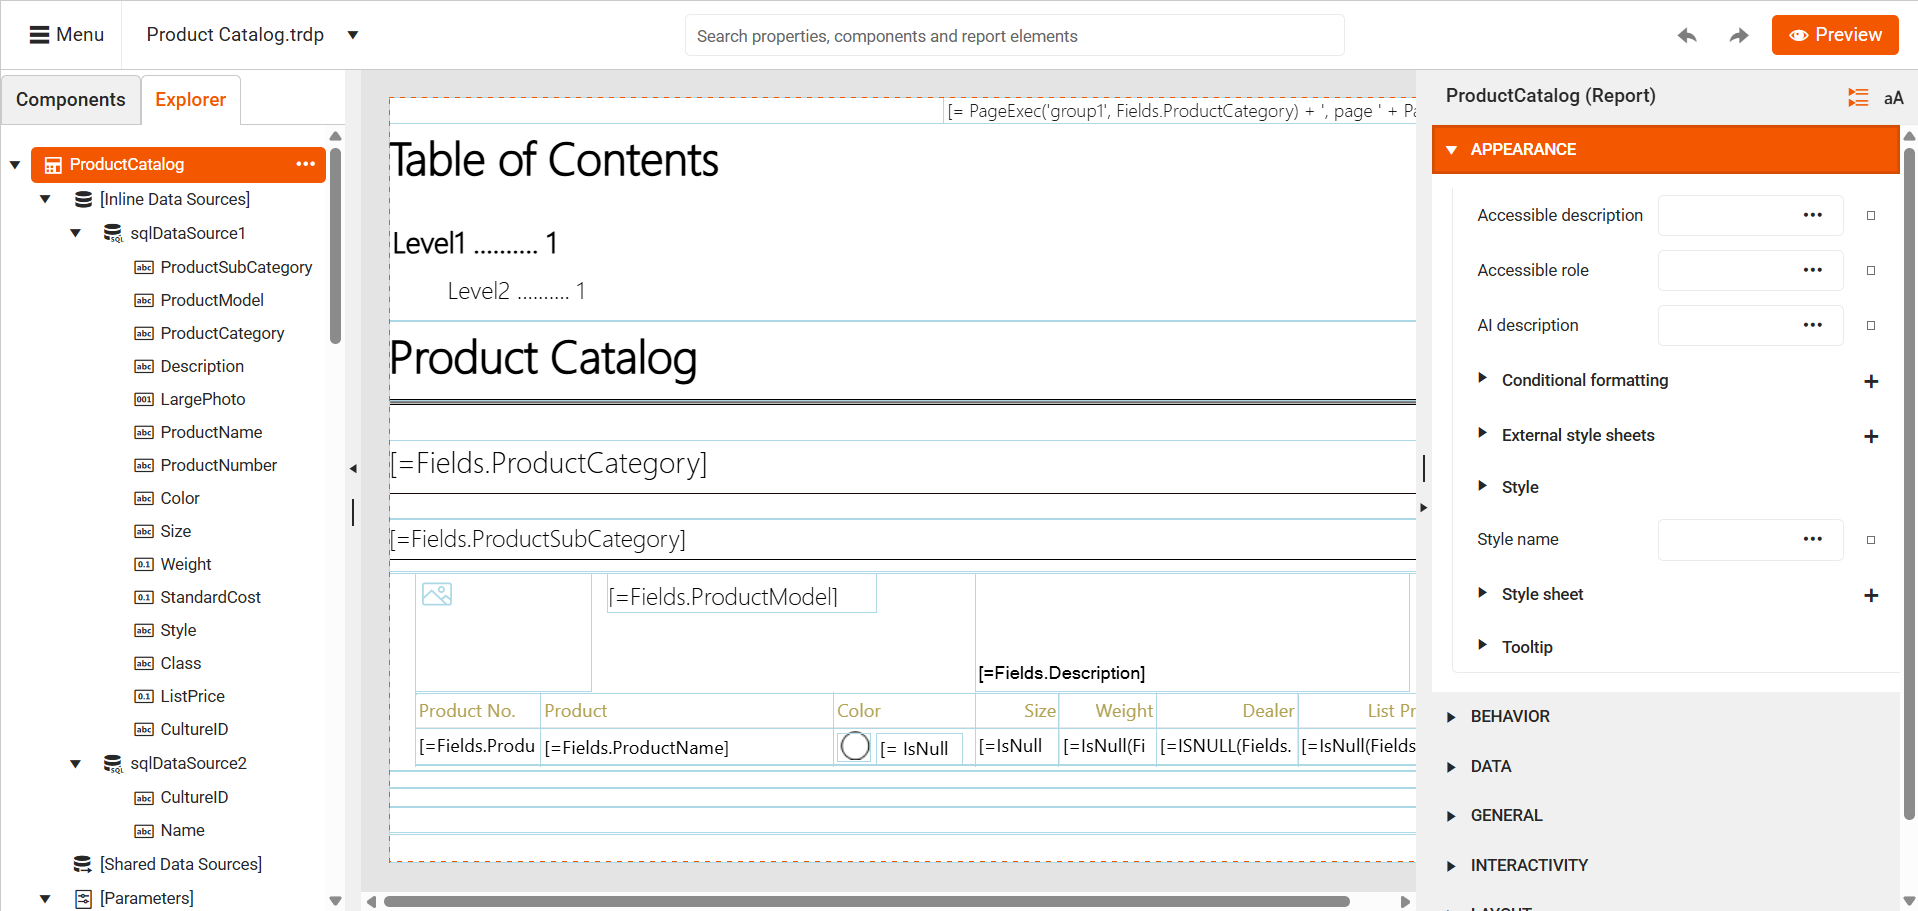 Menu
Product Catalog.trdp
Search properties, components and report elements
Preview
Components
Explorer
ProductCatalog
[Inline Data Sources]
sqlDataSource1
ProductSubCategory
ProductModel
ProductCategory
Description
LargePhoto
ProductName
ProductNumber
Color
Size
Weight
StandardCost
Style
Class
ListPrice
CultureID
sqlDataSource2
CultureID
Name
[Shared Data Sources]
[Parameters]
[= PageExec('group1', Fields.ProductCategory) + ', page ' + Pa
Table of Contents
Level1 .......... 1
Level2 .......... 1
Product Catalog
[=Fields.ProductCategory]
[=Fields.ProductSubCategory]
[=Fields.ProductModel]
[=Fields.Description]
Product No. Product Color Size Weight Dealer List Pr
[=Fields.Produ [=Fields.ProductName] [= IsNull [=IsNull [=IsNull(Fi [=ISNULL(Fields. [=IsNull(Fields
ProductCatalog (Report)
aA
APPEARANCE
Accessible description
Accessible role
AI description
Conditional formatting
External style sheets
Style
Style name
Style sheet
Tooltip
BEHAVIOR
DATA
GENERAL
INTERACTIVITY
LAYOUT